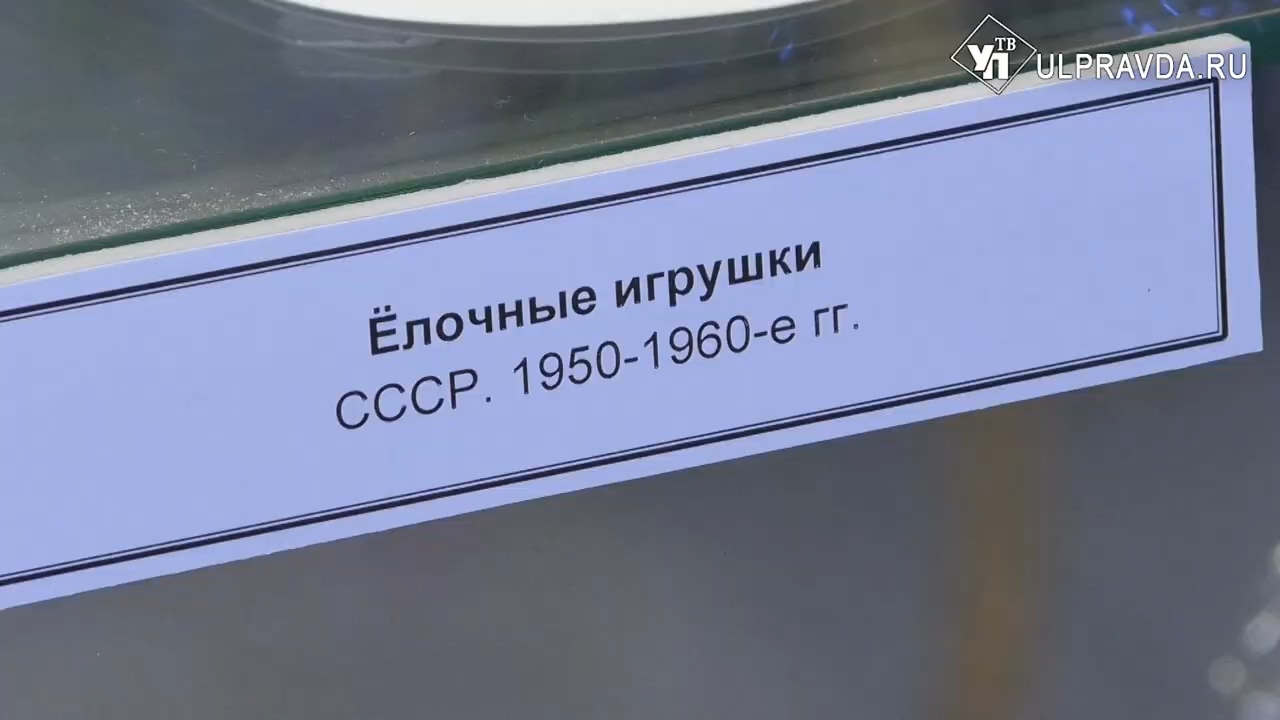 УП ТВ ULPRAVDA.RU
Ёлочные игрушки
СССР. 1950-1960-е гг.